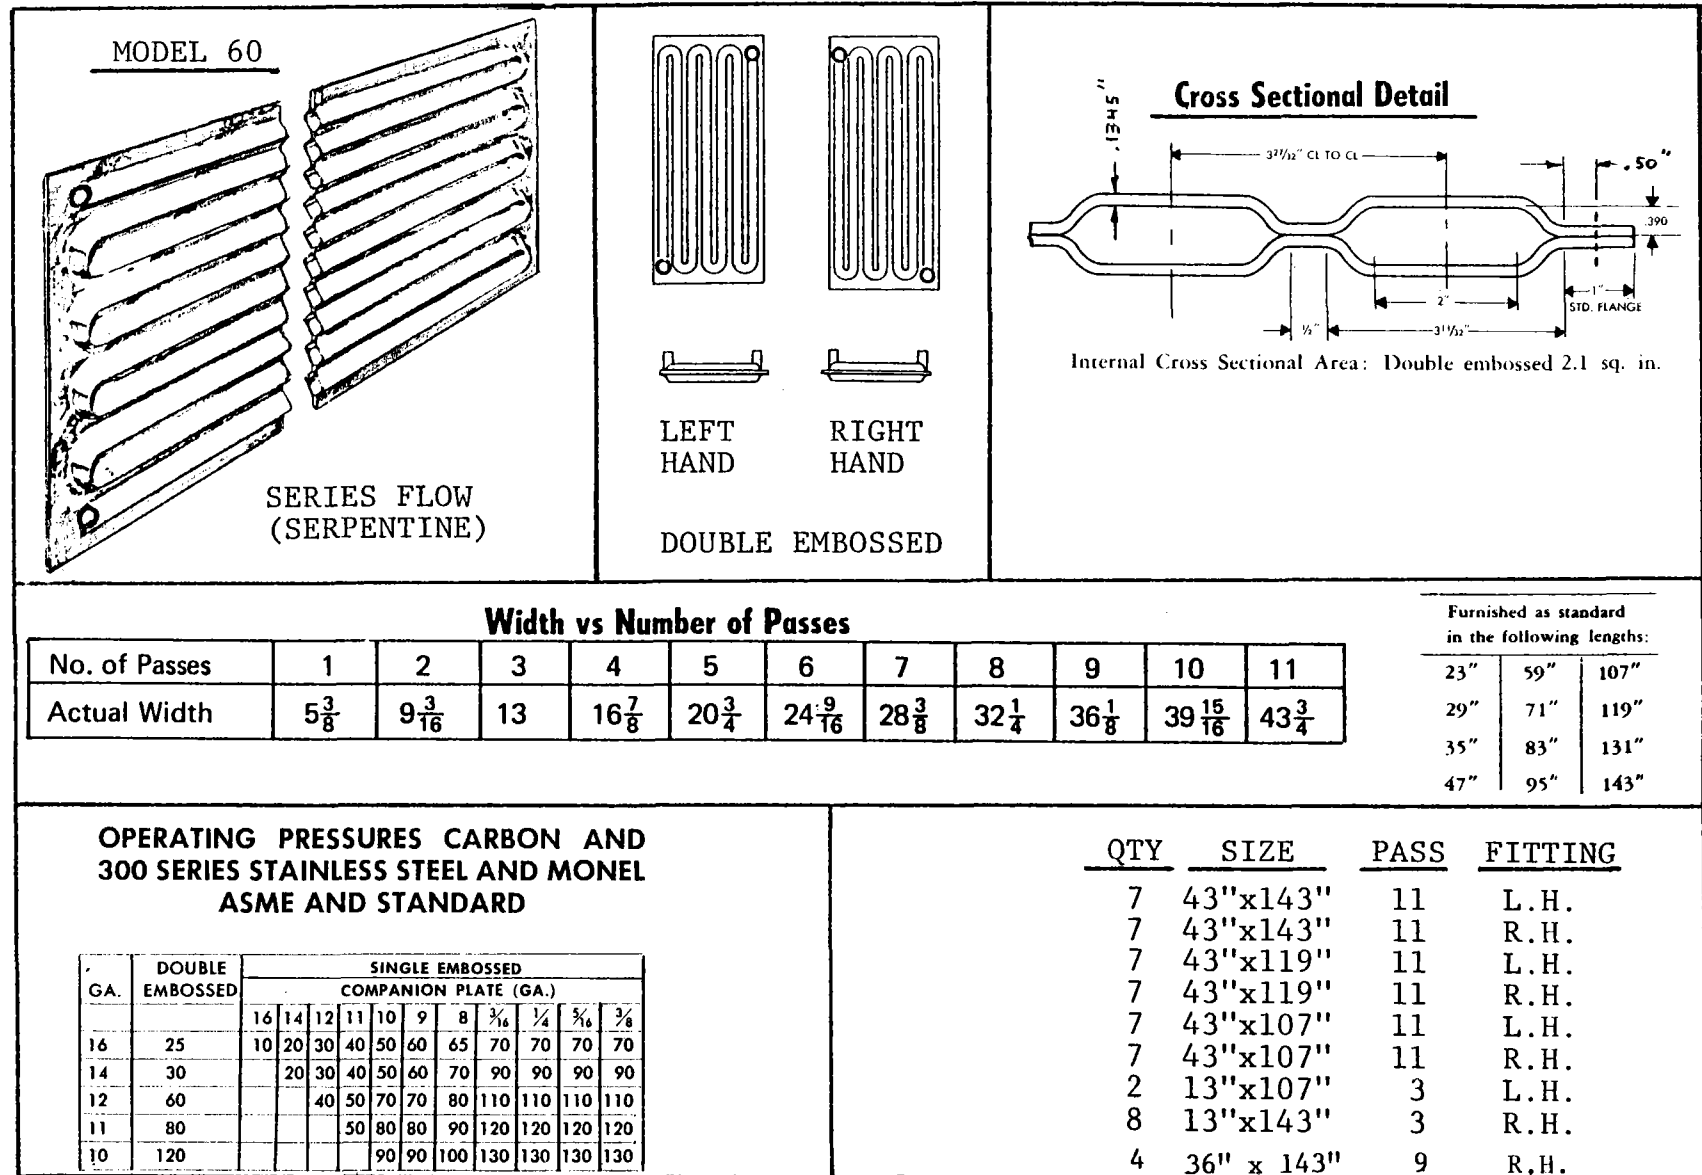 MODEL 60
SERIES FLOW
(SERPENTINE)
LEFT
HAND
RIGHT
HAND
DOUBLE EMBOSSED
Cross Sectional Detail
.1345"
3 27/32" CL TO CL
.50"
.390
2"
1"
STD. FLANGE
1/2"
3 11/32"
Internal Cross Sectional Area: Double embossed 2.1 sq. in.
Width vs Number of Passes
No. of Passes 1 2 3 4 5 6 7 8 9 10 11
Actual Width 5 3/8 9 3/16 13 16 7/8 20 3/4 24 9/16 28 3/8 32 1/4 36 1/8 39 15/16 43 3/4
Furnished as standard
in the following lengths:
23" 59" 107"
29" 71" 119"
35" 83" 131"
47" 95" 143"
OPERATING PRESSURES CARBON AND
300 SERIES STAINLESS STEEL AND MONEL
ASME AND STANDARD
GA. DOUBLE EMBOSSED SINGLE EMBOSSED
COMPANION PLATE (GA.)
16 14 12 11 10 9 8 3/16 1/4 5/16 3/8
16 25 10 20 30 40 50 60 65 70 70 70 70
14 30 20 30 40 50 60 70 90 90 90 90
12 60 40 50 70 70 80 110 110 110 110
11 80 50 80 80 90 120 120 120 120
10 120 90 90 100 130 130 130 130
QTY SIZE PASS FITTING
7 43"x143" 11 L.H.
7 43"x143" 11 R.H.
7 43"x119" 11 L.H.
7 43"x119" 11 R.H.
7 43"x107" 11 L.H.
7 43"x107" 11 R.H.
2 13"x107" 3 L.H.
8 13"x143" 3 R.H.
4 36" x 143" 9 R.H.